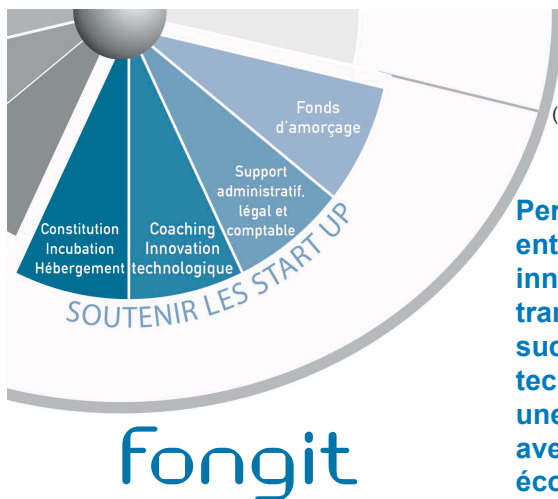 Fonds
d'amorçage
(
Support
administratif,
légal et
comptable
Coaching
Innovation
technologique
Constitution
Incubation
Hébergement
SOUTENIR LES START UP
fongit